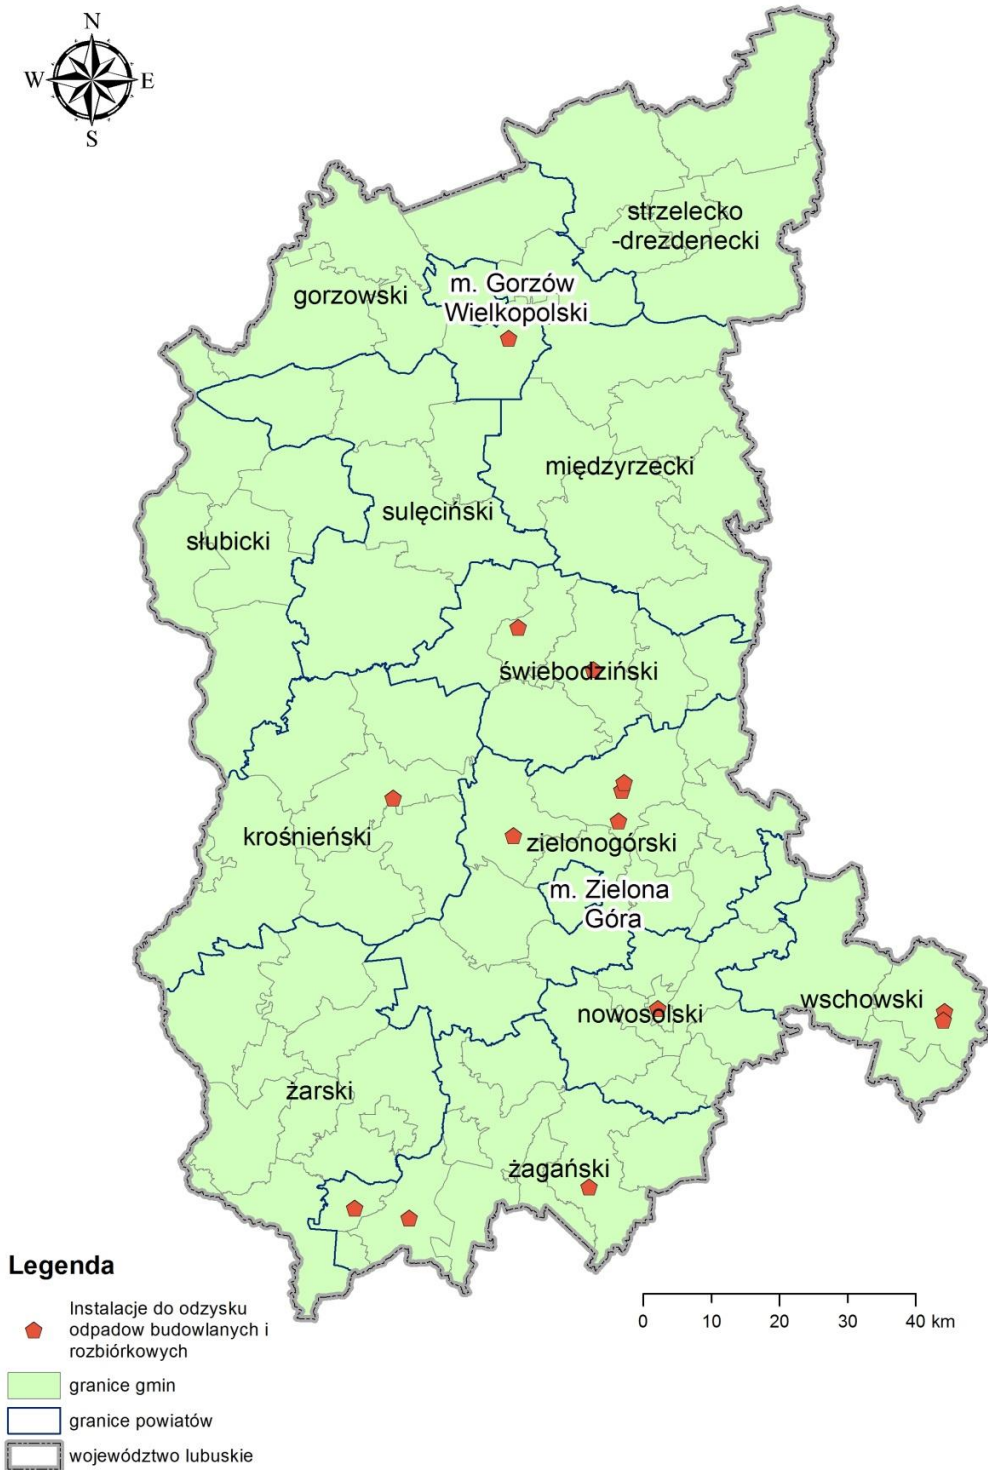 N
W
E
S
strzelecko
-drezdenecki
m. Gorzów
Wielkopolski
gorzowski
międzyrzecki
sulęciński
słubicki
świebodziński
krośnieński
zielonogórski
m. Zielona
Góra
wschowski
nowosolski
żarski
żagański
Legenda
Instalacje do odzysku
odpadow budowlanych i
rozbiórkowych
granice gmin
granice powiatów
województwo lubuskie
0 10 20 30 40 km